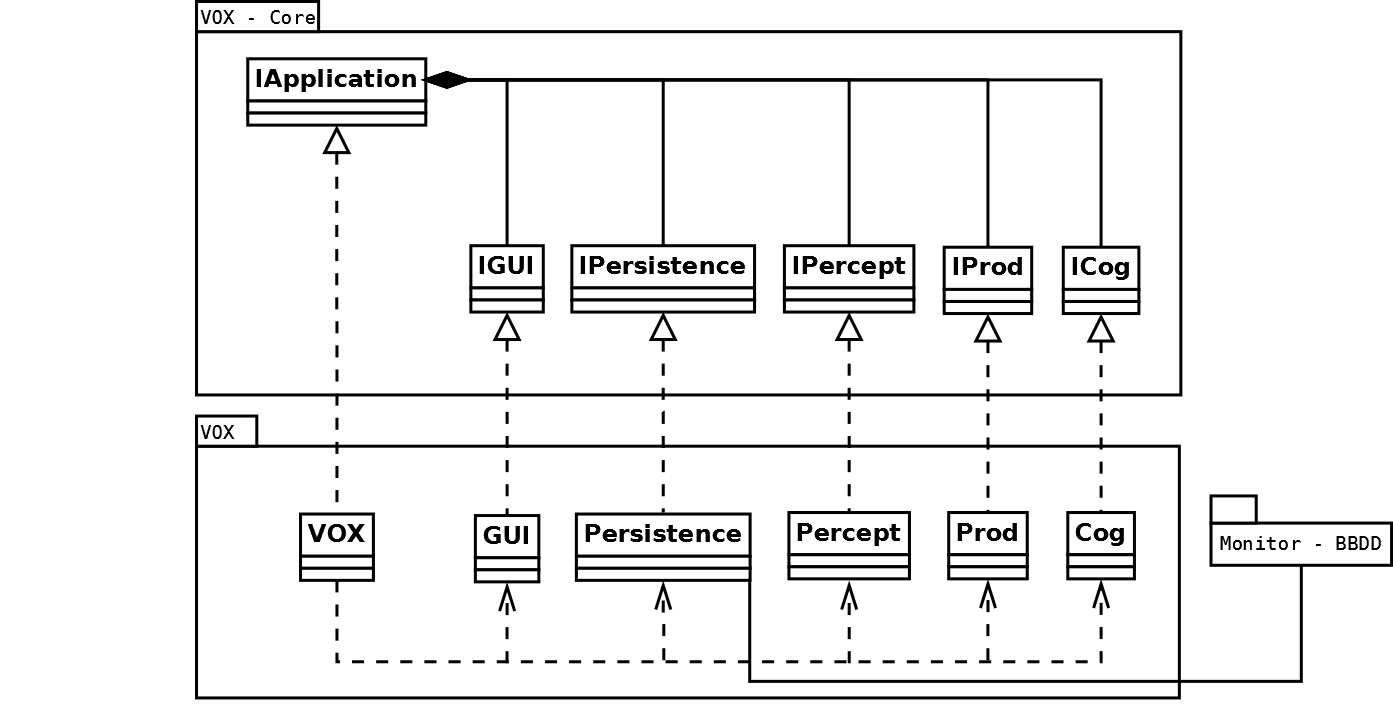 VOX - Core
IApplication
IGUI
IPersistence
IPercept
IProd
ICog
VOX
VOX
GUI
Persistence
Percept
Prod
Cog
Monitor - BBDD